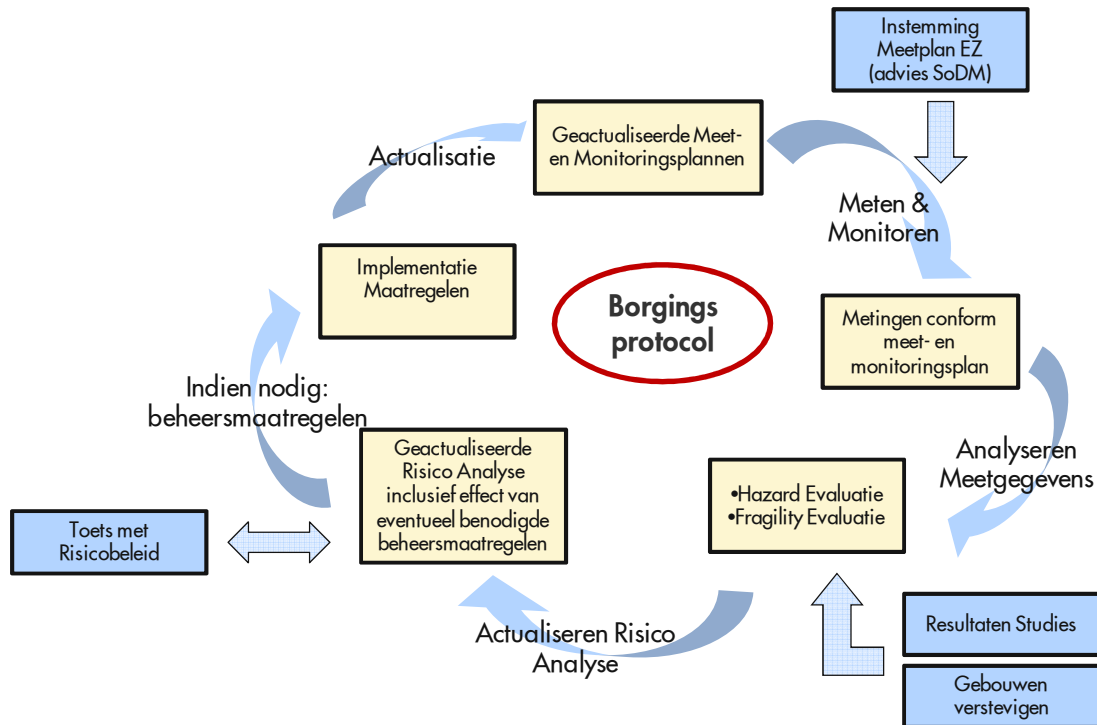 Instemming
Meetplan EZ
(advies SoDM)
Geactualiseerde Meet-
en Monitoringsplannen
Actualisatie
Meten &
Monitoren
Implementatie
Maatregelen
Borgings
protocol
Metingen conform
meet- en
monitoringsplan
Indien nodig:
beheersmaatregelen
Geactualiseerde
Risico Analyse
inclusief effect van
eventueel benodigde
beheersmaatregelen
Analyseren
Meetgegevens
•Hazard Evaluatie
•Fragility Evaluatie
Toets met
Risicobeleid
Actualiseren Risico
Analyse
Resultaten Studies
Gebouwen
verstevigen